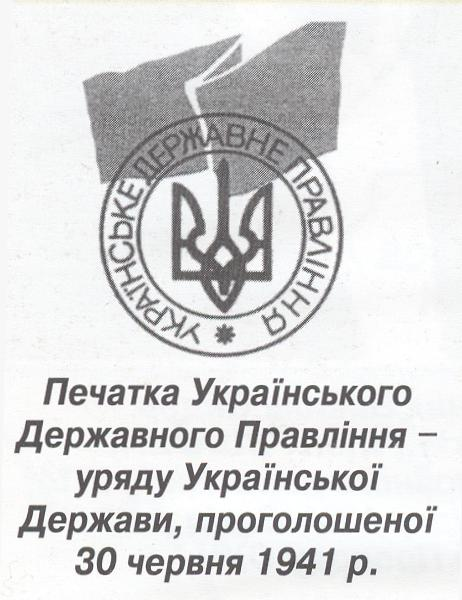 УКРАЇНСЬКЕ ДЕРЖАВНЕ ПРАВЛІННЯ
Печатка Українського
Державного Правління –
уряду Української
Держави, проголошеної
30 червня 1941 р.